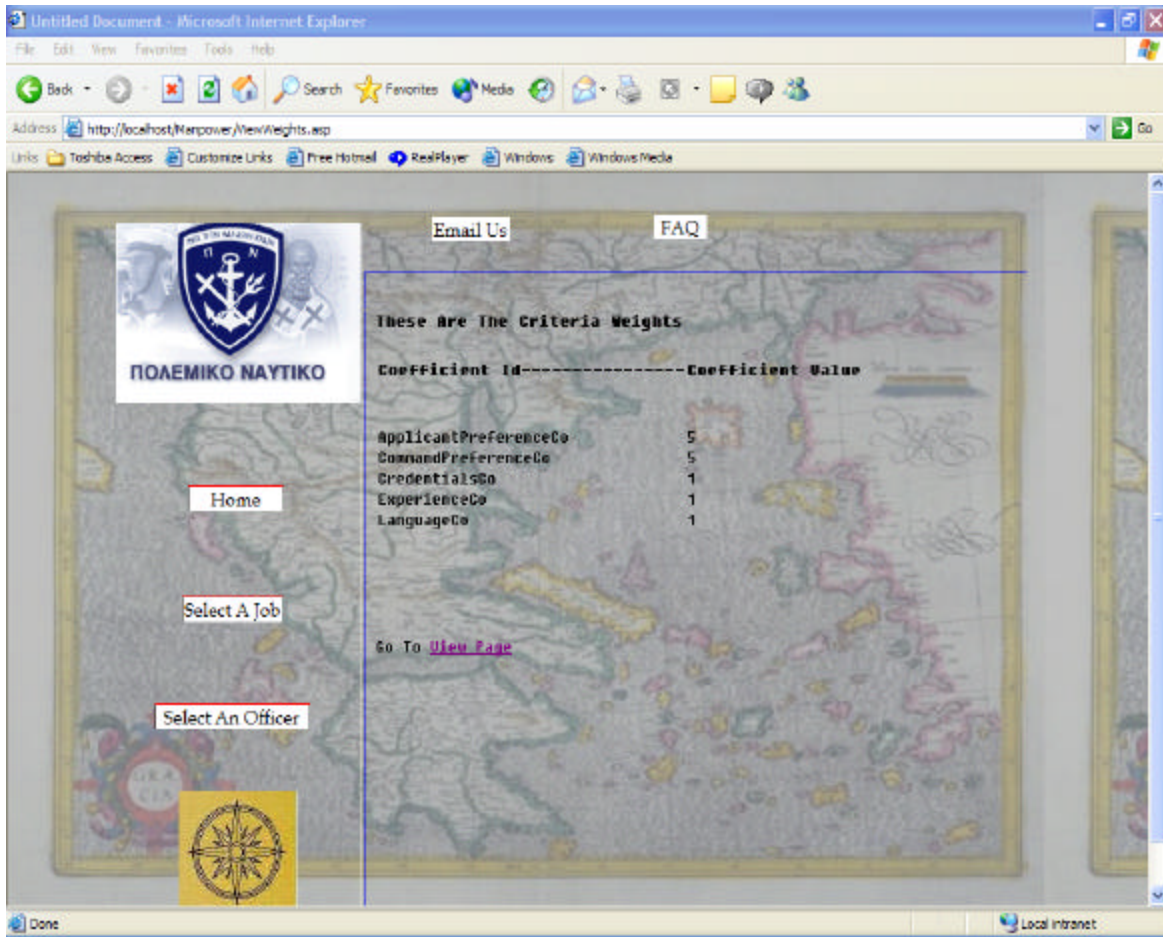 Untitled Document - Microsoft Internet Explorer
File Edit View Favorites Tools Help
Back Search Favorites Media
Address http://localhost/Manpower/ViewWeights.asp Go
Links Toshiba Access Customize Links Free Hotmail RealPlayer Windows Windows Media
Email Us FAQ
Π Ν
ΠΟΛΕΜΙΚΟ ΝΑΥΤΙΚΟ
These Are The Criteria Weights
Coefficient Id----------------Coefficient Value
ApplicantPreferenceCo 5
CommandPreferenceCo 5
CredentialsCo 1
ExperienceCo 1
LanguageCo 1
Home
Select A Job
Go To View Page
Select An Officer
GRÆ
CIA
Done Local intranet